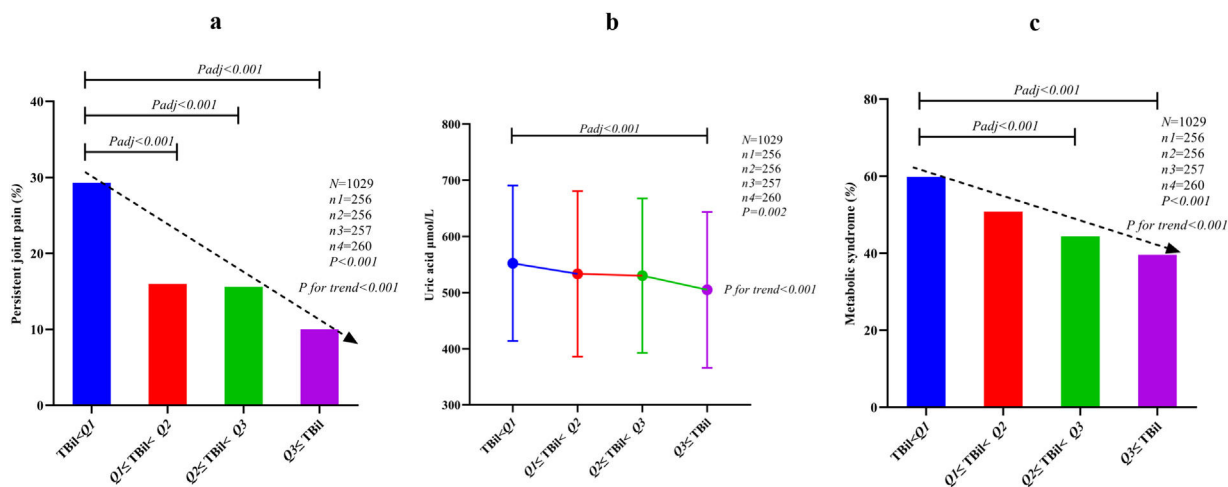 a
Padj<0.001
Padj<0.001
Padj<0.001
40
30
20
10
0
Persistent joint pain (%)
N=1029
n1=256
n2=256
n3=257
n4=260
P<0.001
P for trend<0.001
TBil<Q1
Q1≤ TBil< Q2
Q2≤ TBil< Q3
Q3≤ TBil
b
Padj<0.001
800
700
600
500
400
300
Uric acid μmol/L
N=1029
n1=256
n2=256
n3=257
n4=260
P=0.002
P for trend<0.001
TBil<Q1
Q1≤ TBil< Q2
Q2≤ TBil< Q3
Q3≤ TBil
c
Padj<0.001
Padj<0.001
80
60
40
20
0
Metabolic syndrome (%)
N=1029
n1=256
n2=256
n3=257
n4=260
P<0.001
P for trend<0.001
TBil<Q1
Q1≤ TBil< Q2
Q2≤ TBil< Q3
Q3≤ TBil